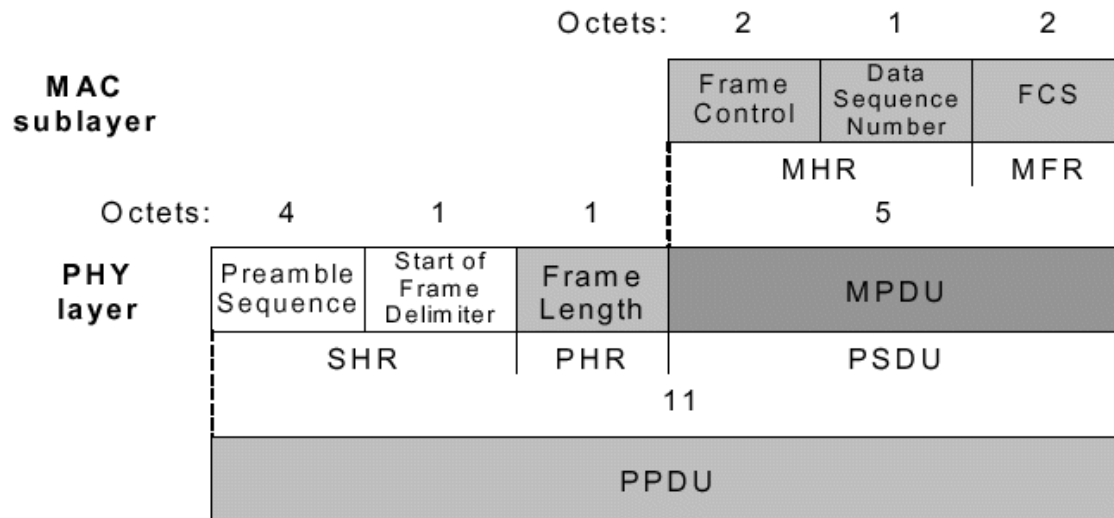 Octets: 2 1 2
MAC
sublayer
Frame
Control
Data
Sequence
Number
FCS
MHR MFR
Octets: 4 1 1 5
PHY
layer
Preamble
Sequence
Start of
Frame
Delimiter
Frame
Length
MPDU
SHR PHR PSDU
11
PPDU